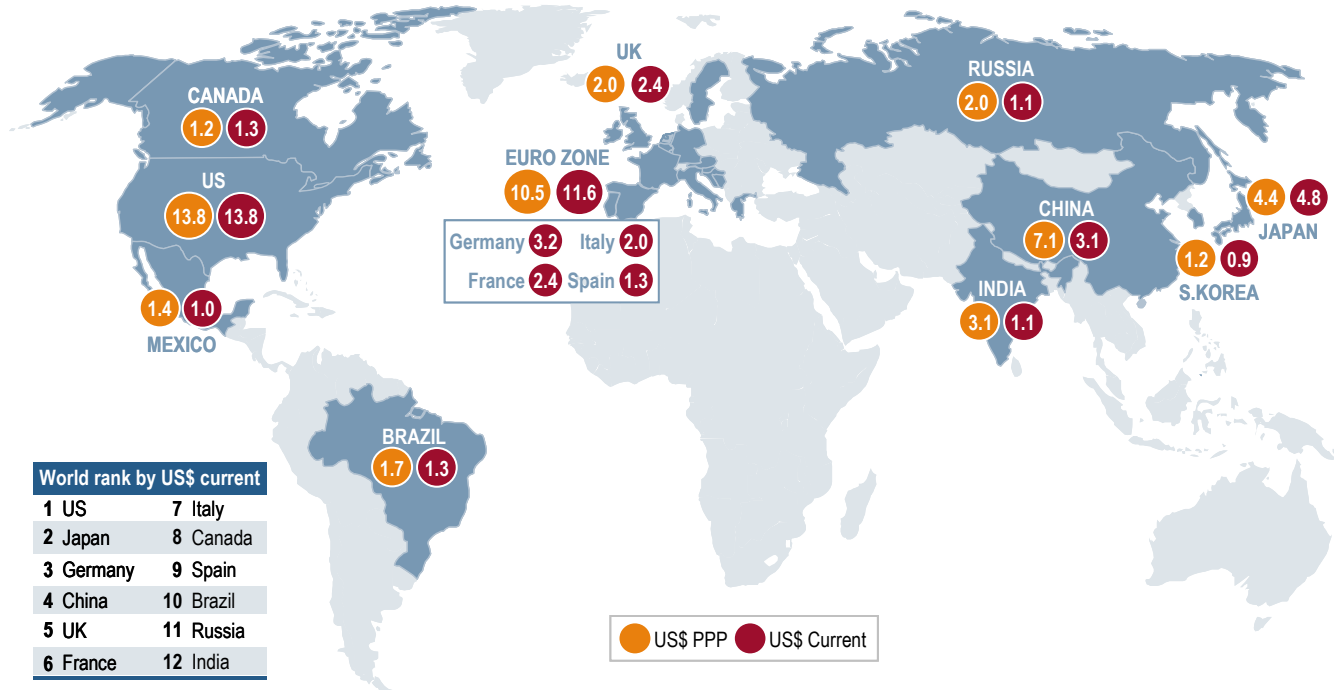 UK
2.0 2.4
RUSSIA
2.0 1.1
CANADA
1.2 1.3
EURO ZONE
10.5 11.6
US
13.8 13.8
Germany 3.2 Italy 2.0
France 2.4 Spain 1.3
CHINA
7.1 3.1
4.4 4.8
JAPAN
1.2 0.9
S.KOREA
INDIA
3.1 1.1
1.4 1.0
MEXICO
BRAZIL
1.7 1.3
World rank by US$ current
1 US 7 Italy
2 Japan 8 Canada
3 Germany 9 Spain
4 China 10 Brazil
5 UK 11 Russia
6 France 12 India
US$ PPP US$ Current